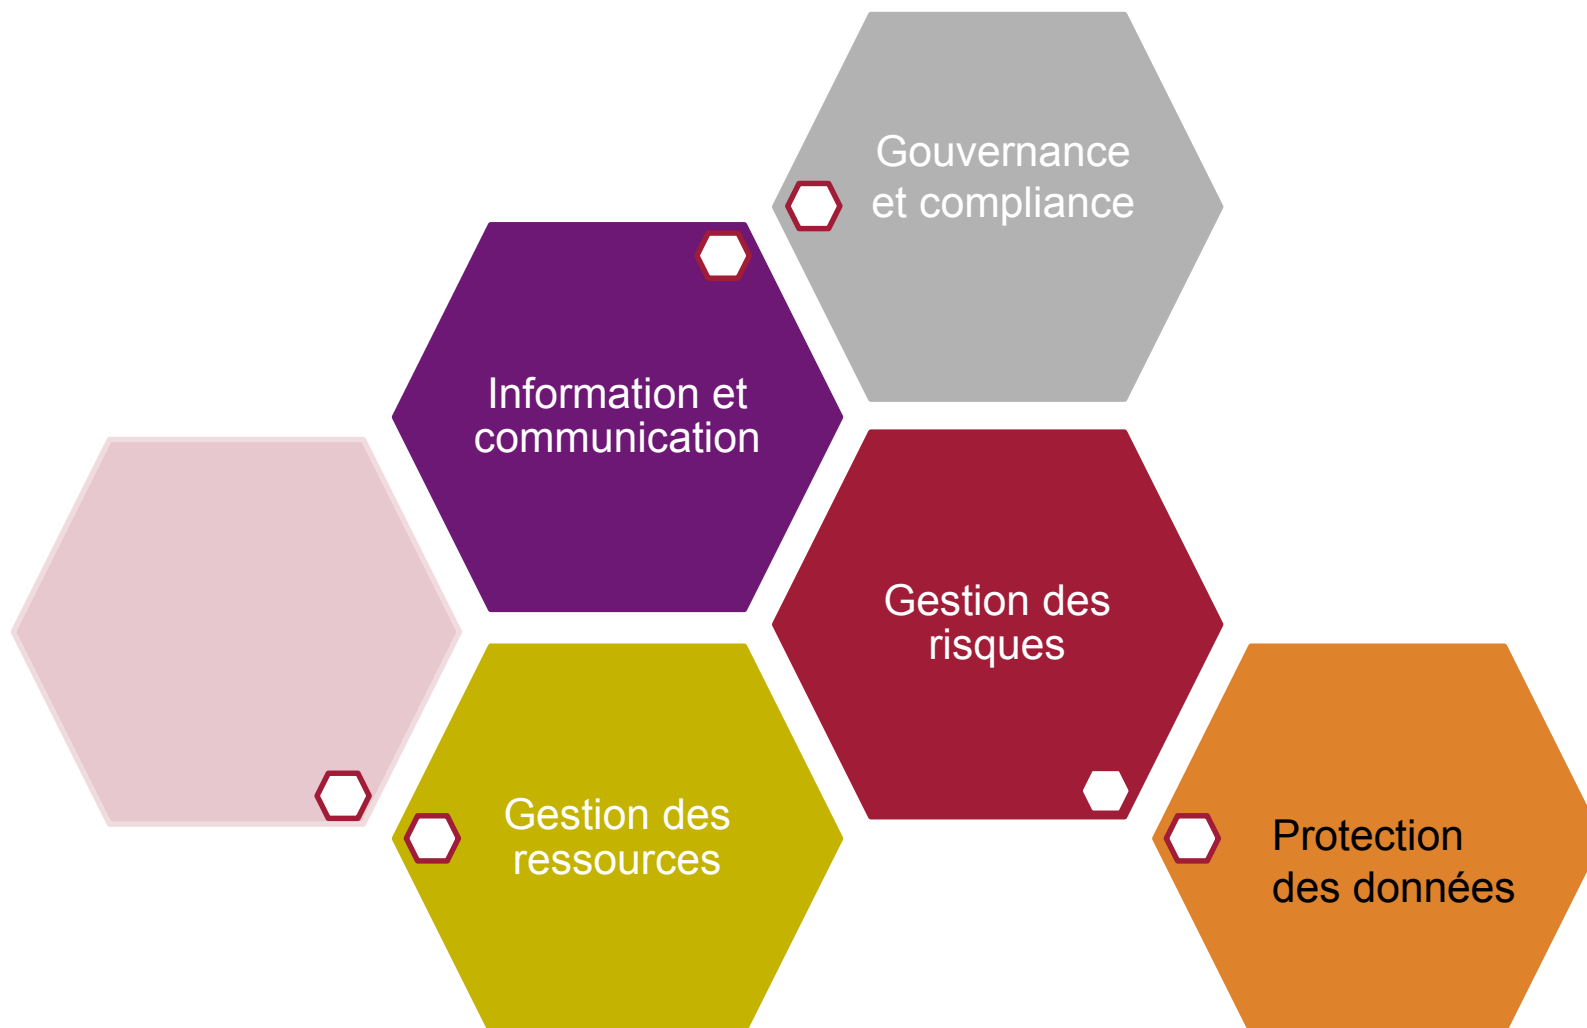 Gouvernance
et compliance
Information et
communication
Gestion des
risques
Gestion des
ressources
Protection
des données